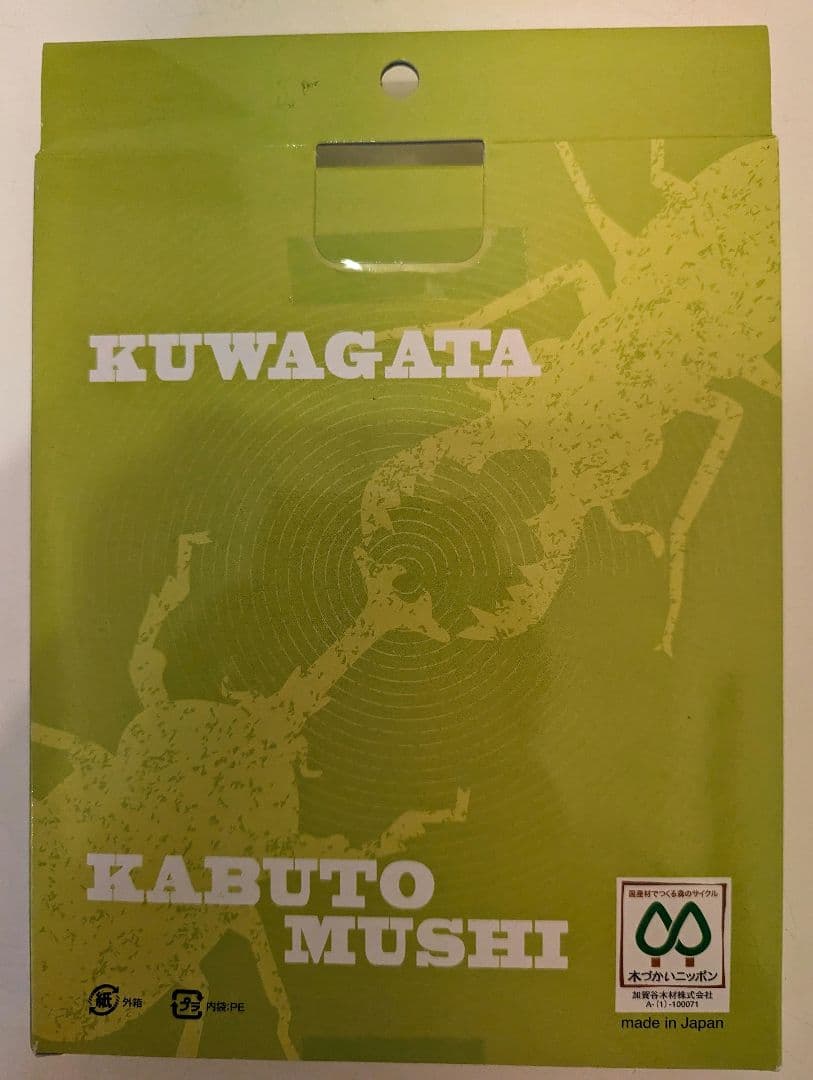 KUWAGATA
KABUTO
MUSHI
国産材でつくる森のサイクル
木づかいニッポン
加賀谷木材株式会社
A-(1)-100071
made in Japan
紙 外箱
プラ 内袋:PE